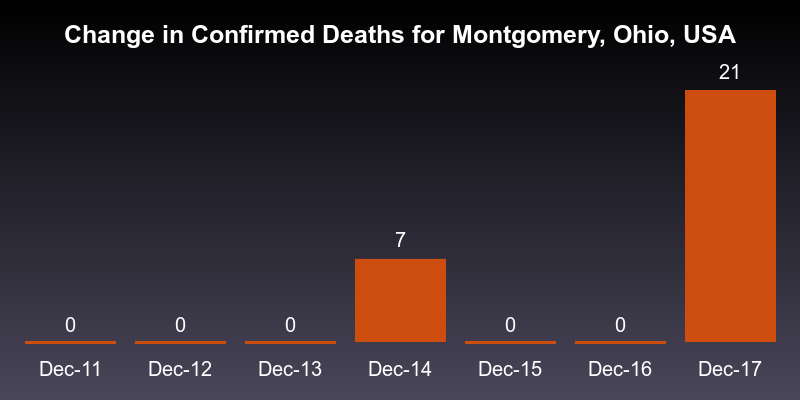 Change in Confirmed Deaths for Montgomery, Ohio, USA
21
7
0 0 0 0 0
Dec-11 Dec-12 Dec-13 Dec-14 Dec-15 Dec-16 Dec-17